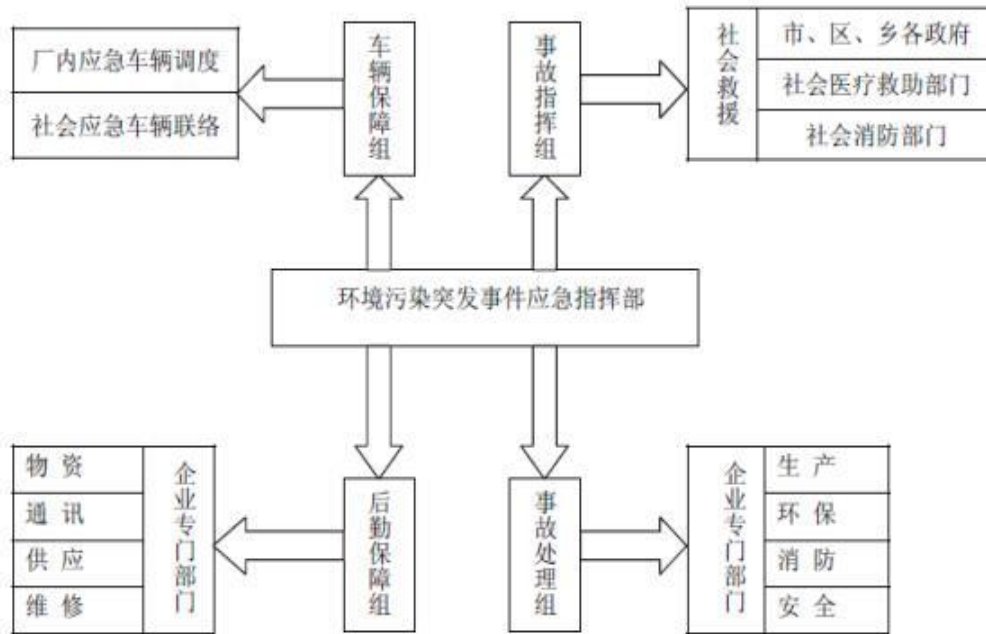 厂内应急车辆调度
社会应急车辆联络
车辆保障组
事故指挥组
社会救援
市、区、乡各政府
社会医疗救助部门
社会消防部门
环境污染突发事件应急指挥部
物资
通讯
供应
维修
企业专门部门
后勤保障组
事故处理组
企业专门部门
生产
环保
消防
安全